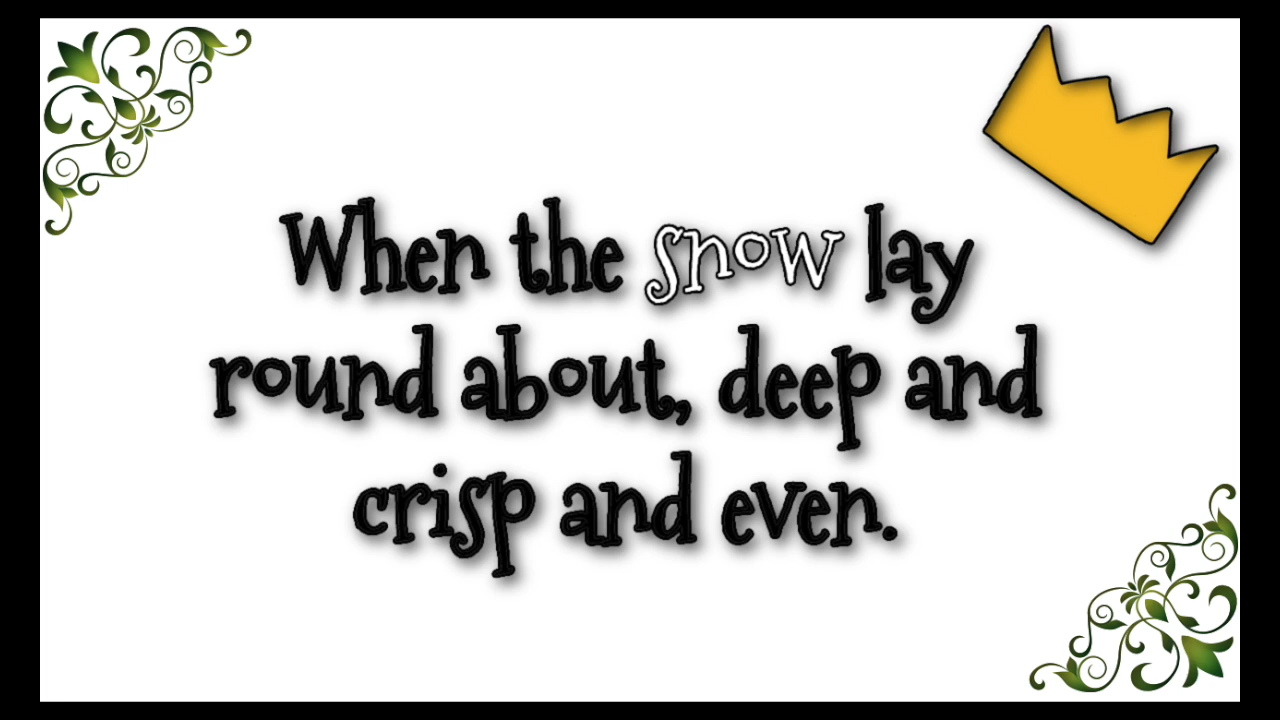 When the snow lay
round about, deep and
crisp and even.